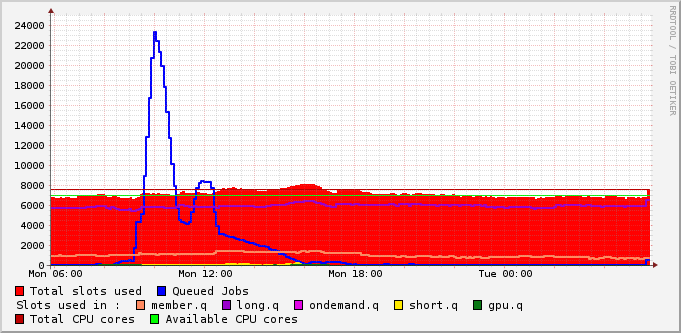 24000
22000
20000
18000
16000
14000
12000
10000
8000
6000
4000
2000
0
Mon 06:00 Mon 12:00 Mon 18:00 Tue 00:00
RRDTOOL / TOBI OETIKER
Total slots used Queued Jobs
Slots used in : member.q long.q ondemand.q short.q gpu.q
Total CPU cores Available CPU cores